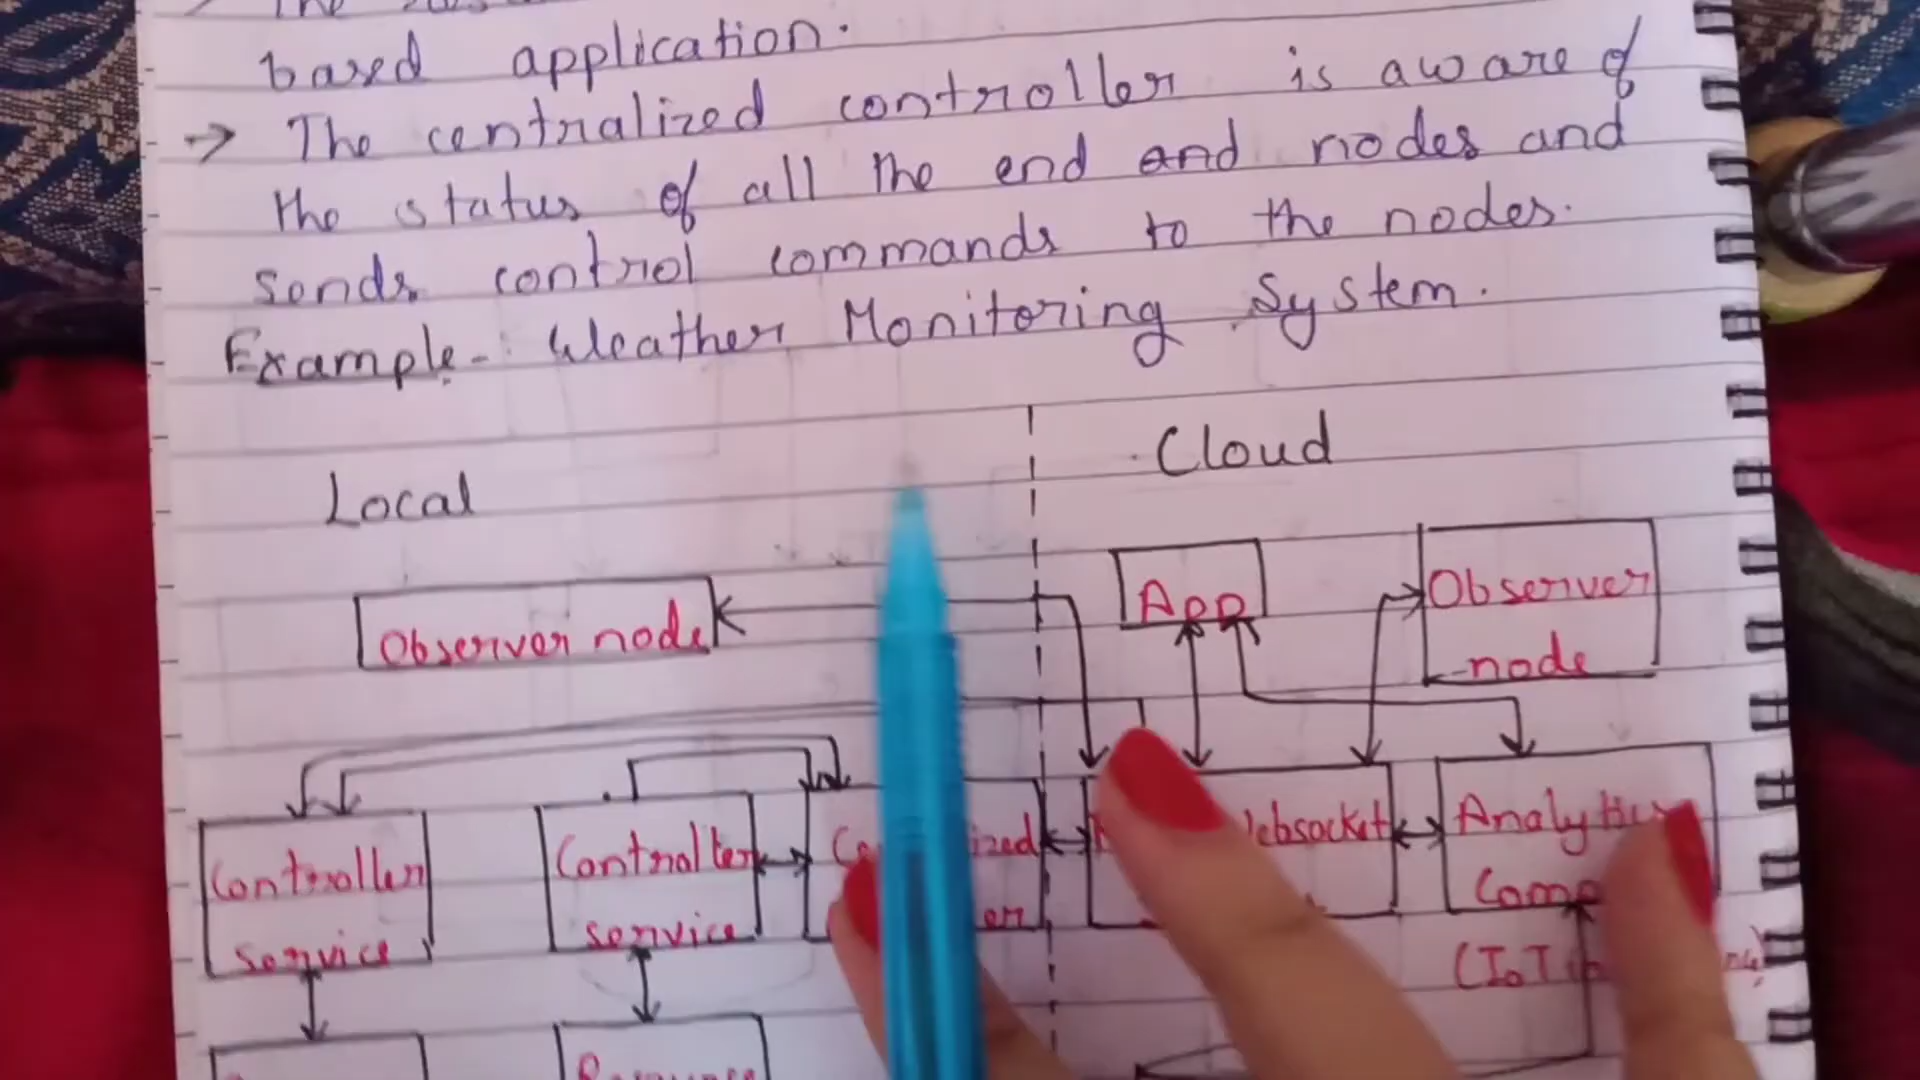 The
based application.
→ The centralized controller is aware of
the status of all the end and nodes and
sends control commands to the nodes.
Example-: Weather Monitoring System.
Local
Cloud
Observer node
App
Observer
node
Controller
service
Controller
service
Analytics
(IoT